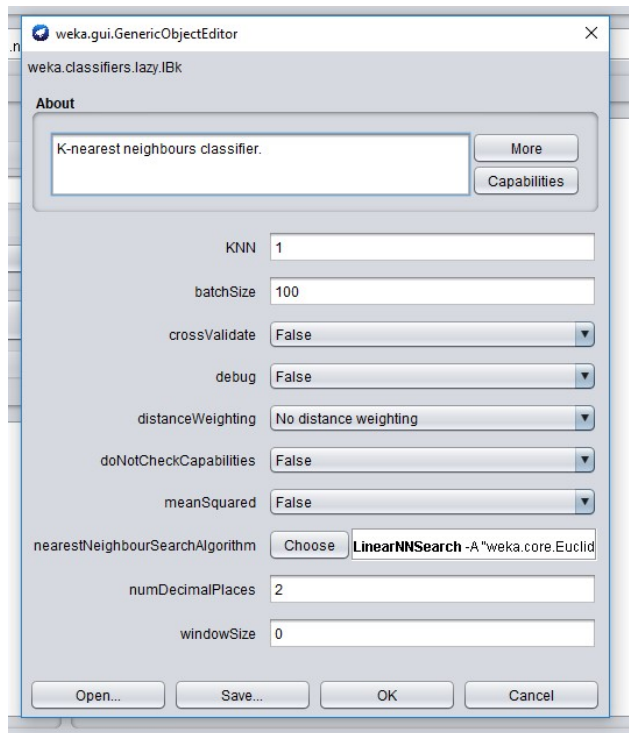 weka.gui.GenericObjectEditor
.n
weka.classifiers.lazy.IBk
About
K-nearest neighbours classifier.
More
Capabilities
KNN 1
batchSize 100
crossValidate False
debug False
distanceWeighting No distance weighting
doNotCheckCapabilities False
meanSquared False
nearestNeighbourSearchAlgorithm Choose LinearNNSearch -A "weka.core.Euclid
numDecimalPlaces 2
windowSize 0
Open... Save... OK Cancel